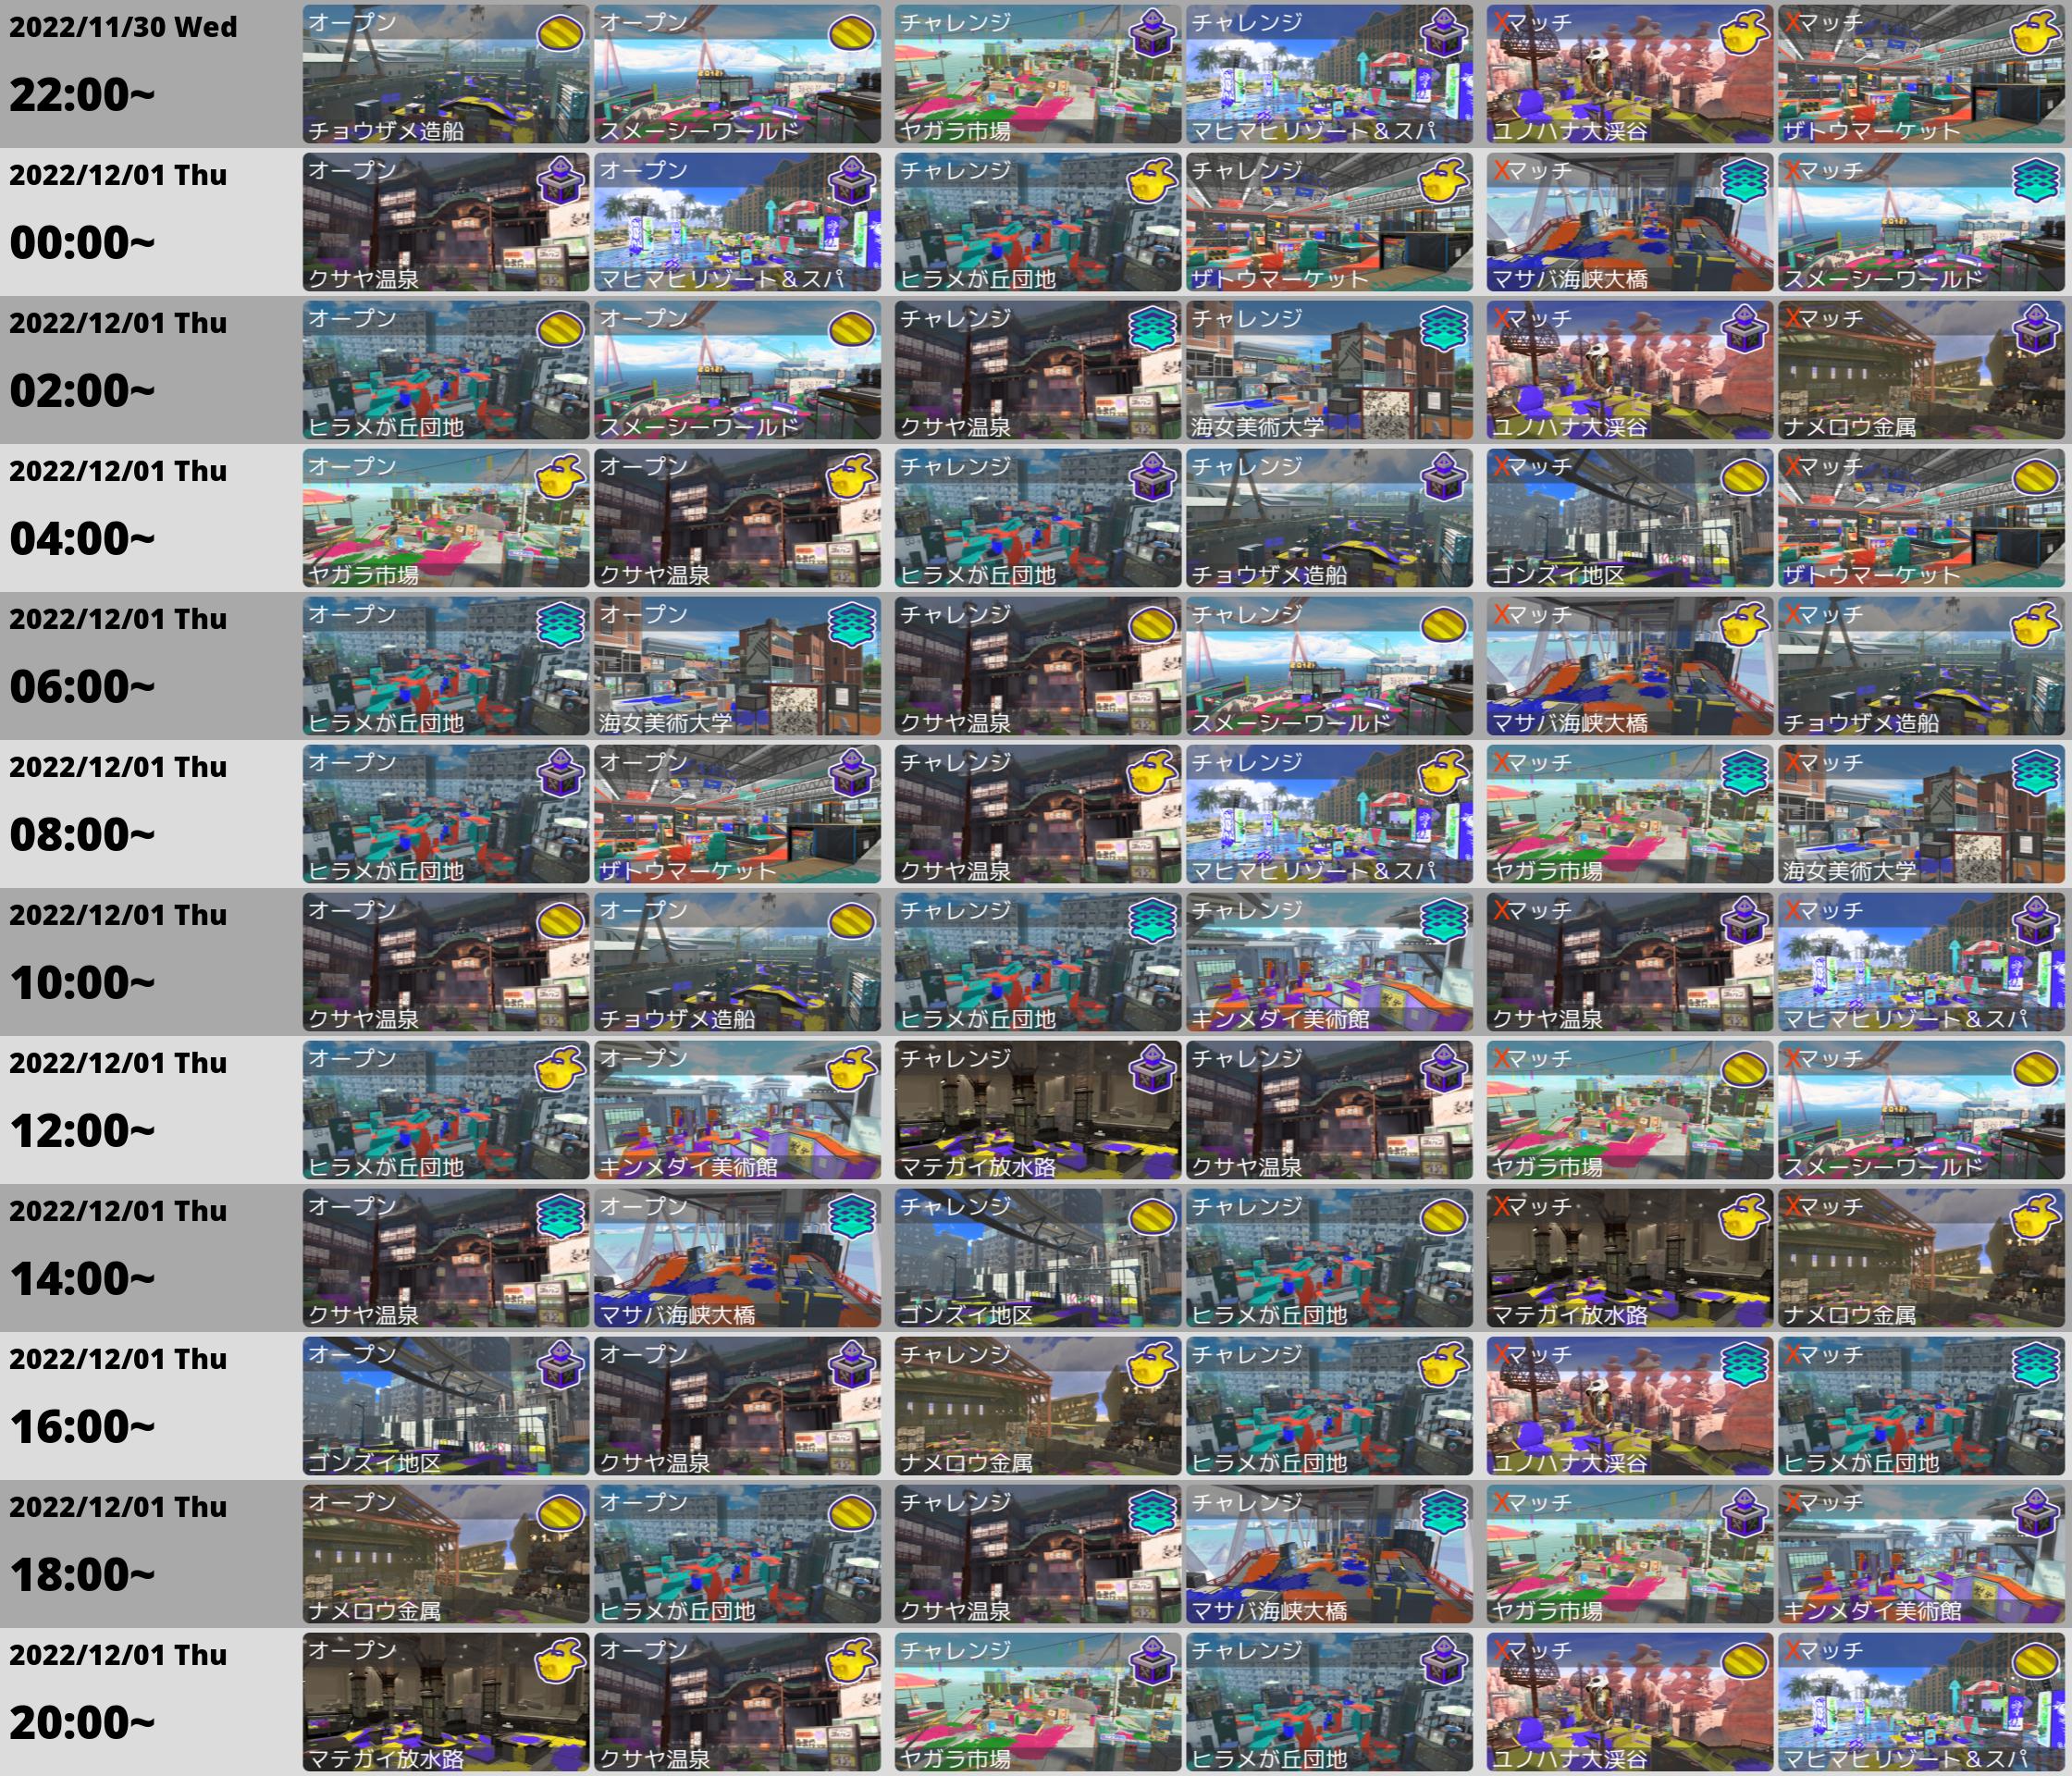 2022/11/30 Wed
22:00~
オープン オープン チャレンジ チャレンジ Xマッチ Xマッチ
チョウザメ造船 スメーシーワールド ヤガラ市場 マヒマヒリゾート&スパ ユノハナ大渓谷 ザトウマーケット
2022/12/01 Thu
00:00~
オープン オープン チャレンジ チャレンジ Xマッチ Xマッチ
クサヤ温泉 マヒマヒリゾート&スパ ヒラメが丘団地 ザトウマーケット マサバ海峡大橋 スメーシーワールド
2022/12/01 Thu
02:00~
オープン オープン チャレンジ チャレンジ Xマッチ Xマッチ
ヒラメが丘団地 スメーシーワールド クサヤ温泉 海女美術大学 ユノハナ大渓谷 ナメロウ金属
2022/12/01 Thu
04:00~
オープン オープン チャレンジ チャレンジ Xマッチ Xマッチ
ヤガラ市場 クサヤ温泉 ヒラメが丘団地 チョウザメ造船 ゴンズイ地区 ザトウマーケット
2022/12/01 Thu
06:00~
オープン オープン チャレンジ チャレンジ Xマッチ Xマッチ
ヒラメが丘団地 海女美術大学 クサヤ温泉 スメーシーワールド マサバ海峡大橋 チョウザメ造船
2022/12/01 Thu
08:00~
オープン オープン チャレンジ チャレンジ Xマッチ Xマッチ
ヒラメが丘団地 ザトウマーケット クサヤ温泉 マヒマヒリゾート&スパ ヤガラ市場 海女美術大学
2022/12/01 Thu
10:00~
オープン オープン チャレンジ チャレンジ Xマッチ Xマッチ
クサヤ温泉 チョウザメ造船 ヒラメが丘団地 キンメダイ美術館 クサヤ温泉 マヒマヒリゾート&スパ
2022/12/01 Thu
12:00~
オープン オープン チャレンジ チャレンジ Xマッチ Xマッチ
ヒラメが丘団地 キンメダイ美術館 マテガイ放水路 クサヤ温泉 ヤガラ市場 スメーシーワールド
2022/12/01 Thu
14:00~
オープン オープン チャレンジ チャレンジ Xマッチ Xマッチ
クサヤ温泉 マサバ海峡大橋 ゴンズイ地区 ヒラメが丘団地 マテガイ放水路 ナメロウ金属
2022/12/01 Thu
16:00~
オープン オープン チャレンジ チャレンジ Xマッチ Xマッチ
ゴンズイ地区 クサヤ温泉 ナメロウ金属 ヒラメが丘団地 ユノハナ大渓谷 ヒラメが丘団地
2022/12/01 Thu
18:00~
オープン オープン チャレンジ チャレンジ Xマッチ Xマッチ
ナメロウ金属 ヒラメが丘団地 クサヤ温泉 マサバ海峡大橋 ヤガラ市場 キンメダイ美術館
2022/12/01 Thu
20:00~
オープン オープン チャレンジ チャレンジ Xマッチ Xマッチ
マテガイ放水路 クサヤ温泉 ヤガラ市場 ヒラメが丘団地 ユノハナ大渓谷 マヒマヒリゾート&スパ